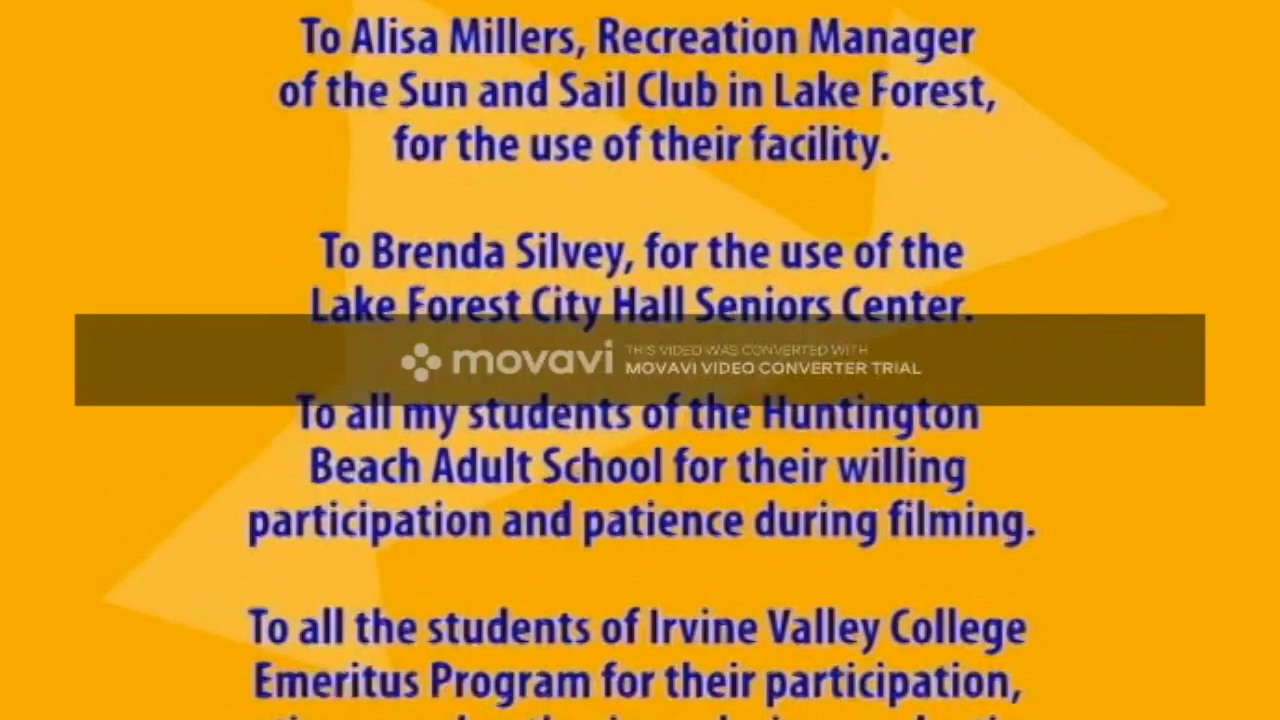 To Alisa Millers, Recreation Manager
of the Sun and Sail Club in Lake Forest,
for the use of their facility.
To Brenda Silvey, for the use of the
Lake Forest City Hall Seniors Center.
movavi
THIS VIDEO WAS CONVERTED WITH
MOVAVI VIDEO CONVERTER TRIAL
To all my students of the Huntington
Beach Adult School for their willing
participation and patience during filming.
To all the students of Irvine Valley College
Emeritus Program for their participation,